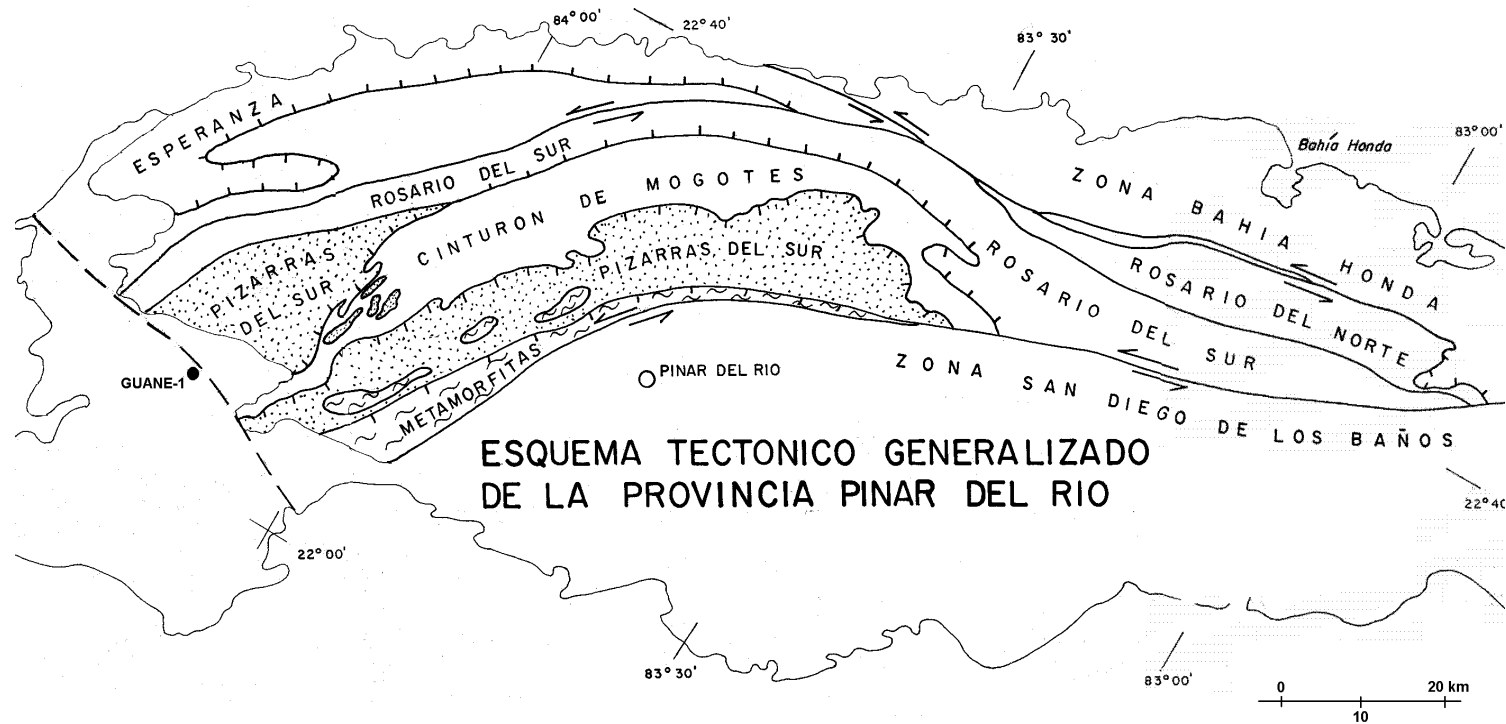 84°00'
22°40'
83°30'
83°00'
Bahía Honda
ESPERANZA
ROSARIO DEL SUR
CINTURON DE MOGOTES
PIZARRAS DEL SUR
PIZARRAS
DEL SUR
ZONA BAHIA HONDA
ROSARIO DEL NORTE
ROSARIO DEL SUR
GUANE-1
METAMORFITAS
PINAR DEL RIO
ZONA SAN DIEGO DE LOS BAÑOS
ESQUEMA TECTONICO GENERALIZADO
DE LA PROVINCIA PINAR DEL RIO
22°00'
22°40'
83°30'
83°00'
0 20 km
10